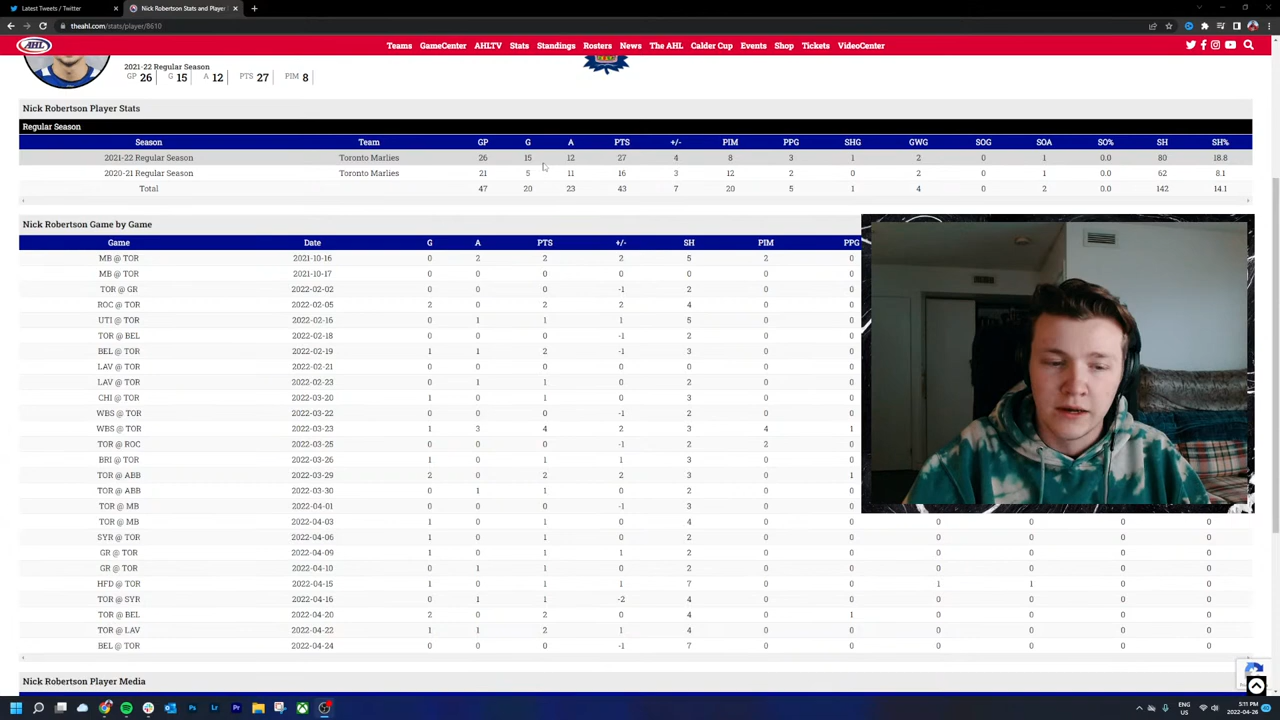 Latest Tweets / Twitter
Nick Robertson Stats and Player
theahl.com/stats/player/8610
AHL
Teams GameCenter AHLTV Stats Standings Rosters News The AHL Calder Cup Events Shop Tickets VideoCenter
2021-22 Regular Season
GP 26 G 15 A 12 PTS 27 PIM 8
Nick Robertson Player Stats
Regular Season
Season Team GP G A PTS +/- PIM PPG SHG GWG SOG SOA SO% SH SH%
2021-22 Regular Season Toronto Marlies 26 15 12 27 4 8 3 1 2 0 1 0.0 80 18.8
2020-21 Regular Season Toronto Marlies 21 5 11 16 3 12 2 0 2 0 1 0.0 62 8.1
Total 47 20 23 43 7 20 5 1 4 0 2 0.0 142 14.1
Nick Robertson Game by Game
Game Date G A PTS +/- SH PIM PPG
MB @ TOR 2021-10-16 0 2 2 2 5 2 0
MB @ TOR 2021-10-17 0 0 0 0 0 0 0
TOR @ GR 2022-02-02 0 0 0 -1 2 0 0
ROC @ TOR 2022-02-05 2 0 2 2 4 0 0
UTI @ TOR 2022-02-16 0 1 1 1 5 0 0
TOR @ BEL 2022-02-18 0 0 0 -1 2 0 0
BEL @ TOR 2022-02-19 1 1 2 -1 3 0 0
LAV @ TOR 2022-02-21 0 0 0 0 0 0 0
LAV @ TOR 2022-02-23 0 1 1 0 2 0 0
CHI @ TOR 2022-03-20 1 0 1 0 3 0 0
WBS @ TOR 2022-03-22 0 0 0 -1 2 0 0
WBS @ TOR 2022-03-23 1 3 4 2 3 4 1
TOR @ ROC 2022-03-25 0 0 0 -1 2 2 0
BRI @ TOR 2022-03-26 1 0 1 1 3 0 0
TOR @ ABB 2022-03-29 2 0 2 2 3 0 1
TOR @ ABB 2022-03-30 0 1 1 0 2 0 0
TOR @ MB 2022-04-01 0 0 0 -1 3 0 0
TOR @ MB 2022-04-03 1 0 1 0 4 0 0 0 0 0 0
SYR @ TOR 2022-04-06 1 0 1 0 2 0 0 0 0 0 0
GR @ TOR 2022-04-09 1 0 1 1 2 0 0 0 0 0 0
GR @ TOR 2022-04-10 0 1 1 0 2 0 0 0 0 0 0
HFD @ TOR 2022-04-15 1 0 1 1 7 0 0 1 1 0 0
TOR @ SYR 2022-04-16 0 1 1 -2 4 0 0 0 0 0 0
TOR @ BEL 2022-04-20 2 0 2 0 4 0 1 0 0 0 0
TOR @ LAV 2022-04-22 1 1 2 1 4 0 0 0 0 0 0
BEL @ TOR 2022-04-24 0 0 0 -1 7 0 0 0 0 0 0
Nick Robertson Player Media
ENG
US
5:11 PM
2022-04-26